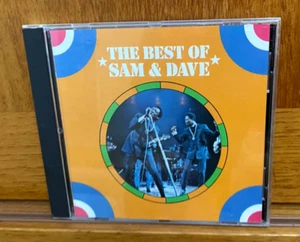 THE BEST OF
SAM & DAVE